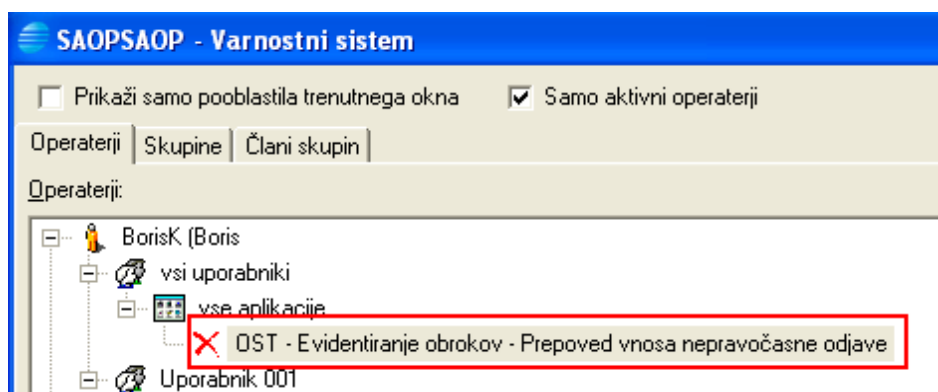 SAOPSAOP - Varnostni sistem
Prikaži samo pooblastila trenutnega okna Samo aktivni operaterji
Operaterji Skupine Člani skupin
Operaterji:
BorisK (Boris
vsi uporabniki
vse aplikacije
OST - Evidentiranje obrokov - Prepoved vnosa nepravočasne odjave
Uporabnik 001